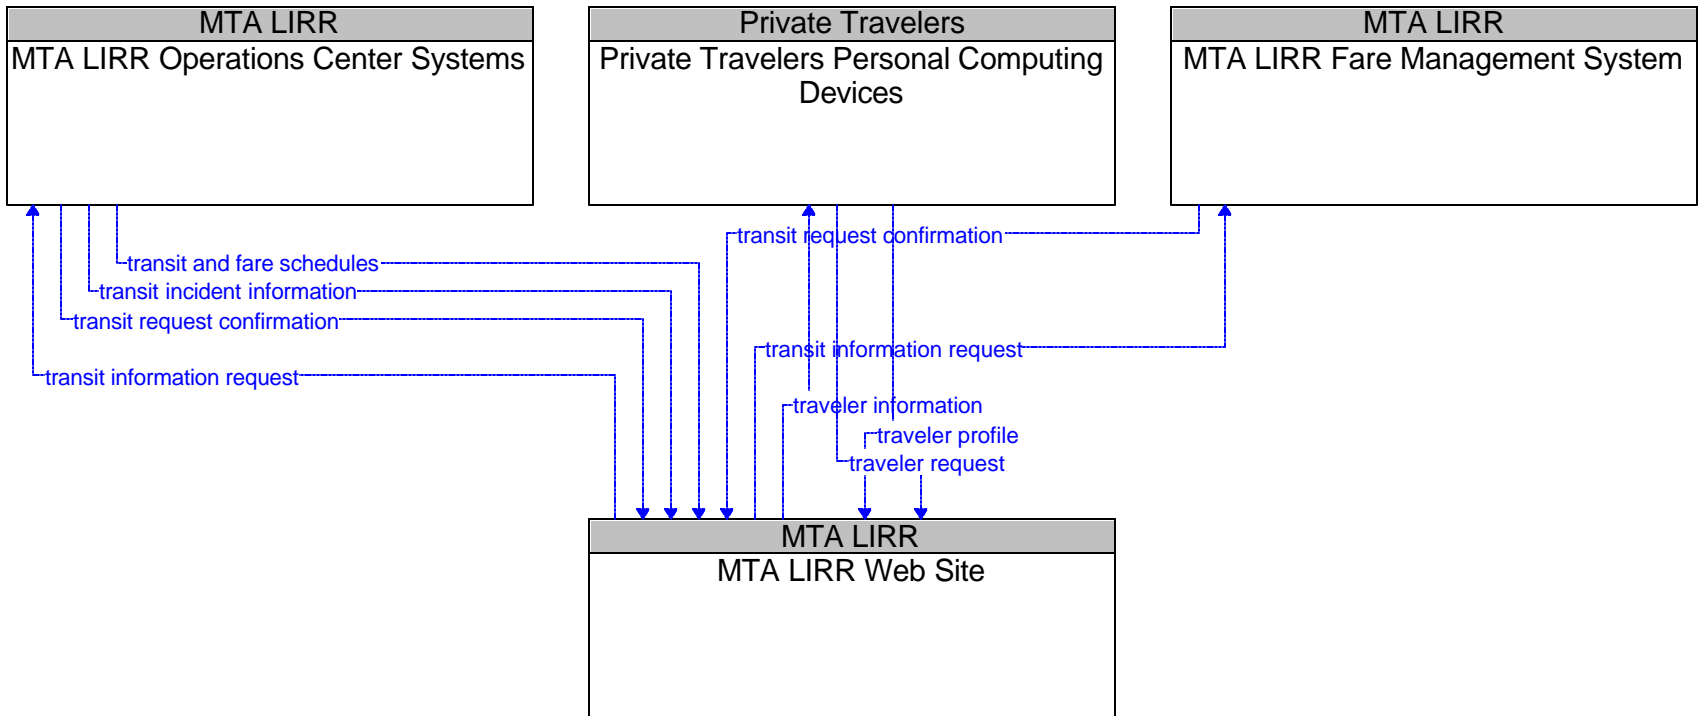 MTA LIRR
MTA LIRR Operations Center Systems
Private Travelers
Private Travelers Personal Computing
Devices
MTA LIRR
MTA LIRR Fare Management System
transit request confirmation
transit and fare schedules
transit incident information
transit request confirmation
transit information request
transit information request
traveler information
traveler profile
traveler request
MTA LIRR
MTA LIRR Web Site